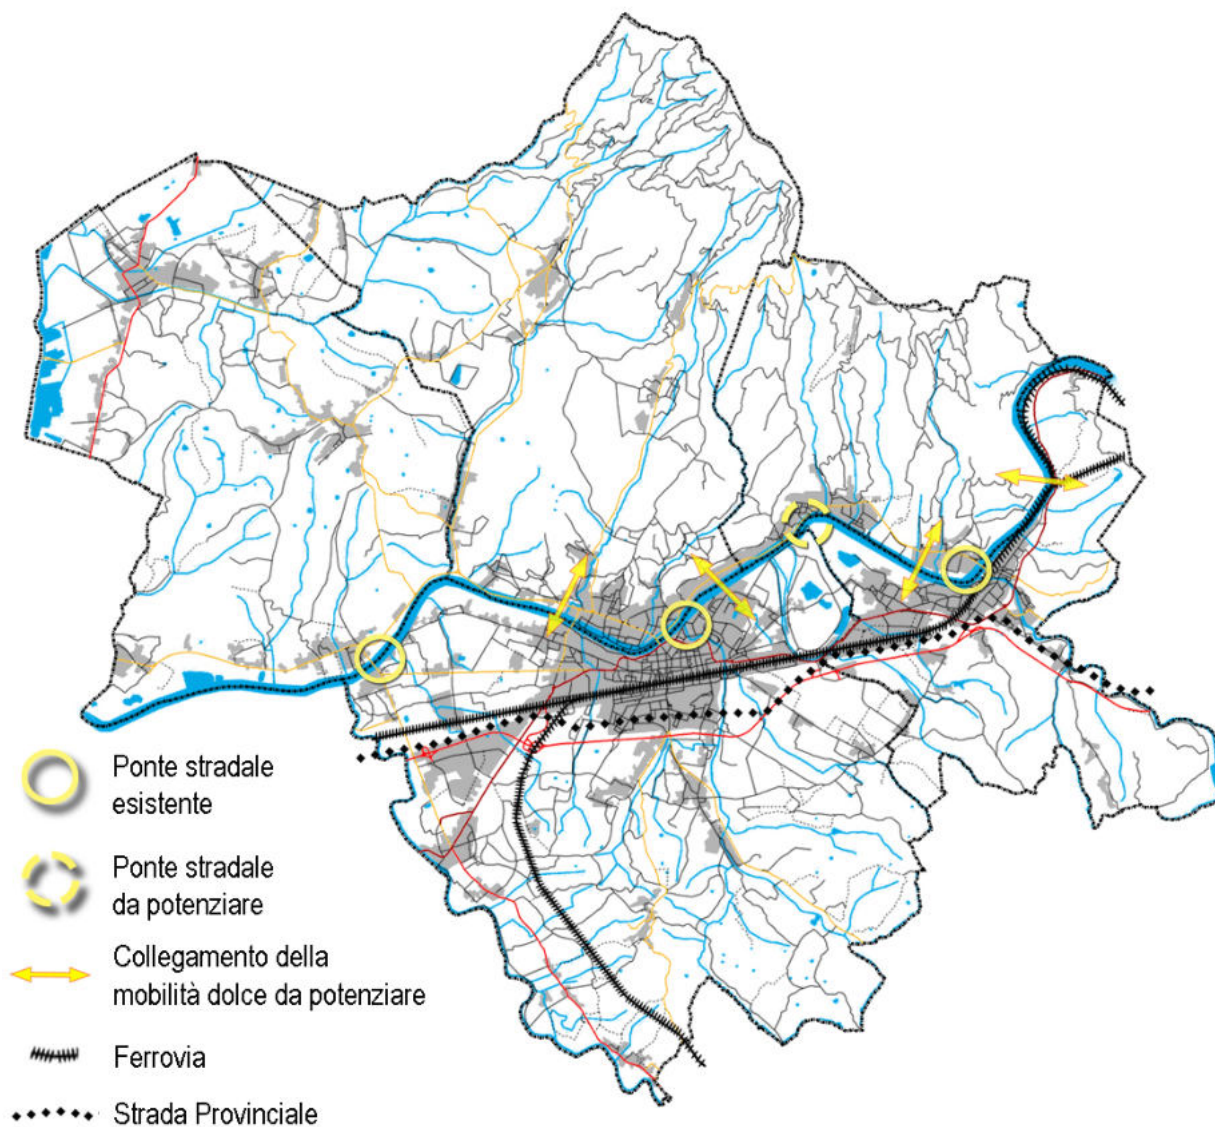 Ponte stradale
esistente
Ponte stradale
da potenziare
Collegamento della
mobilità dolce da potenziare
Ferrovia
Strada Provinciale